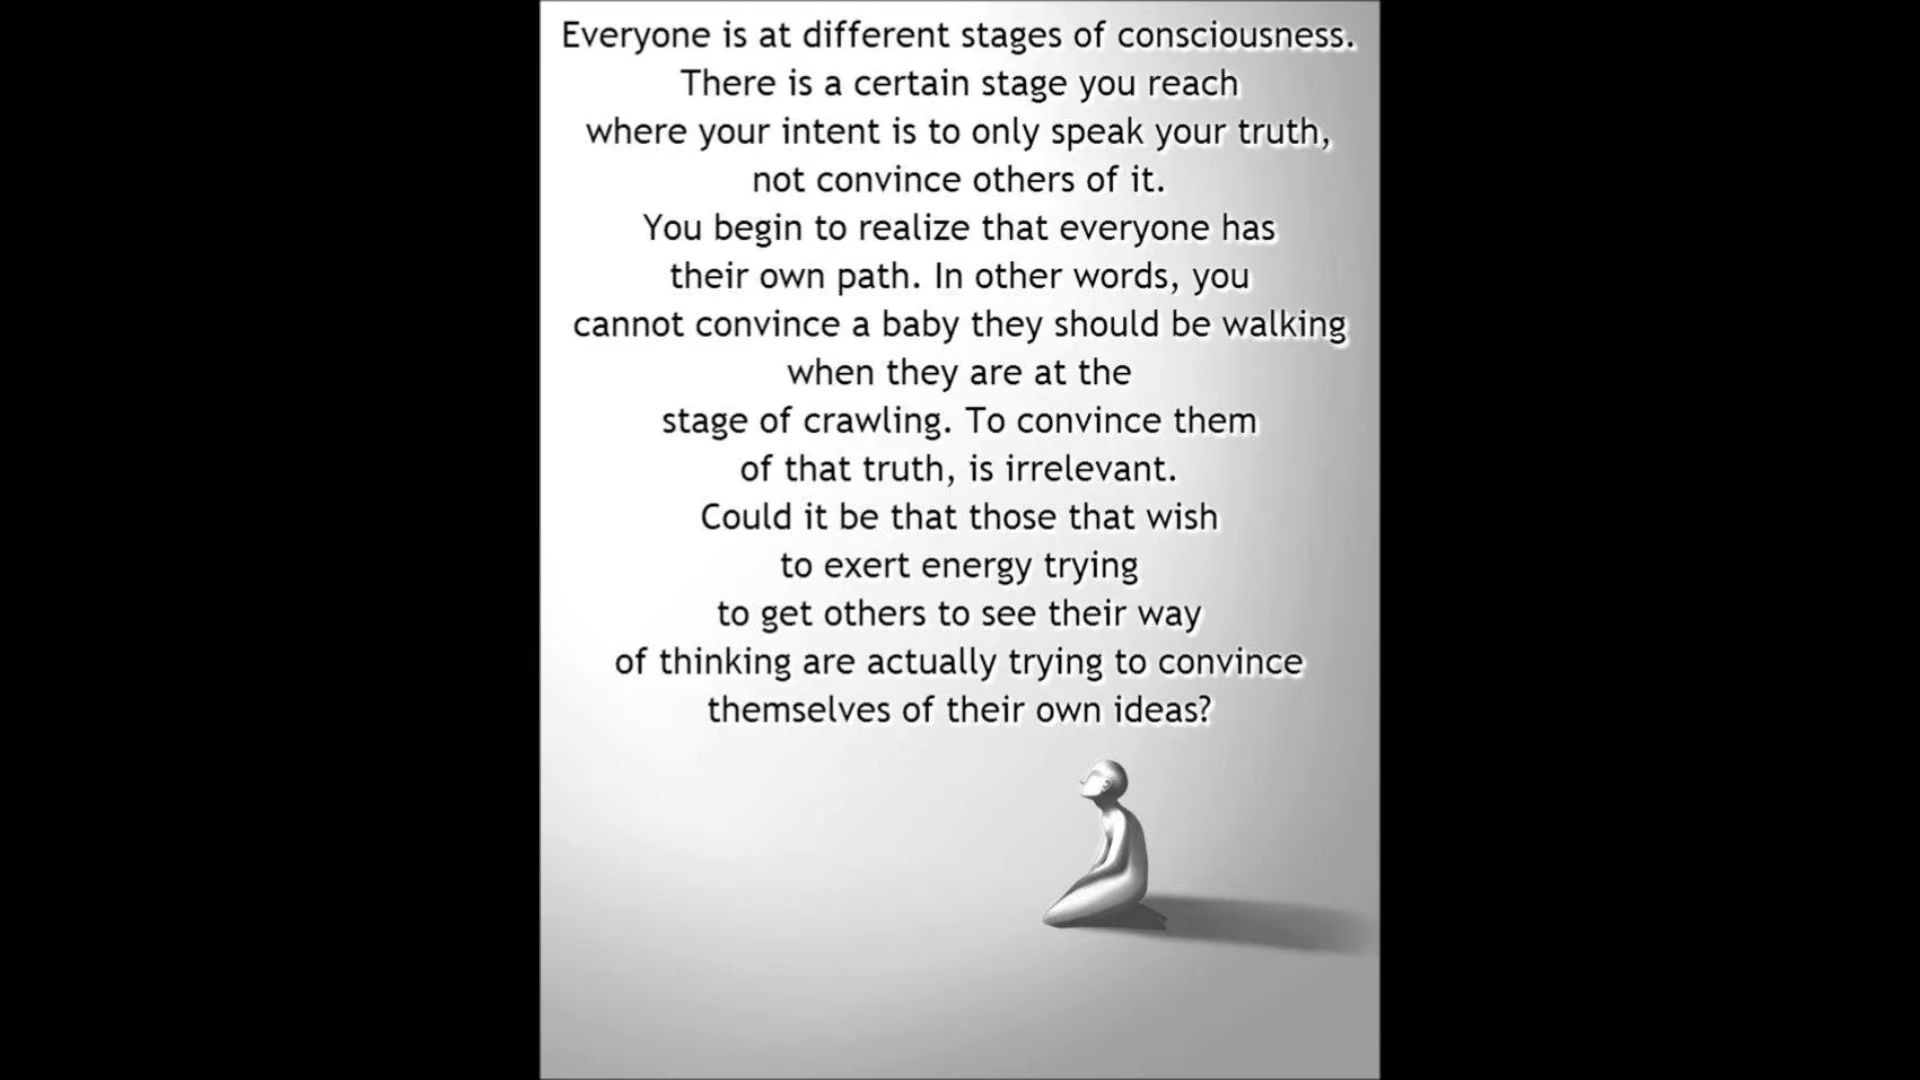 Everyone is at different stages of consciousness.
There is a certain stage you reach
where your intent is to only speak your truth,
not convince others of it.
You begin to realize that everyone has
their own path. In other words, you
cannot convince a baby they should be walking
when they are at the
stage of crawling. To convince them
of that truth, is irrelevant.
Could it be that those that wish
to exert energy trying
to get others to see their way
of thinking are actually trying to convince
themselves of their own ideas?